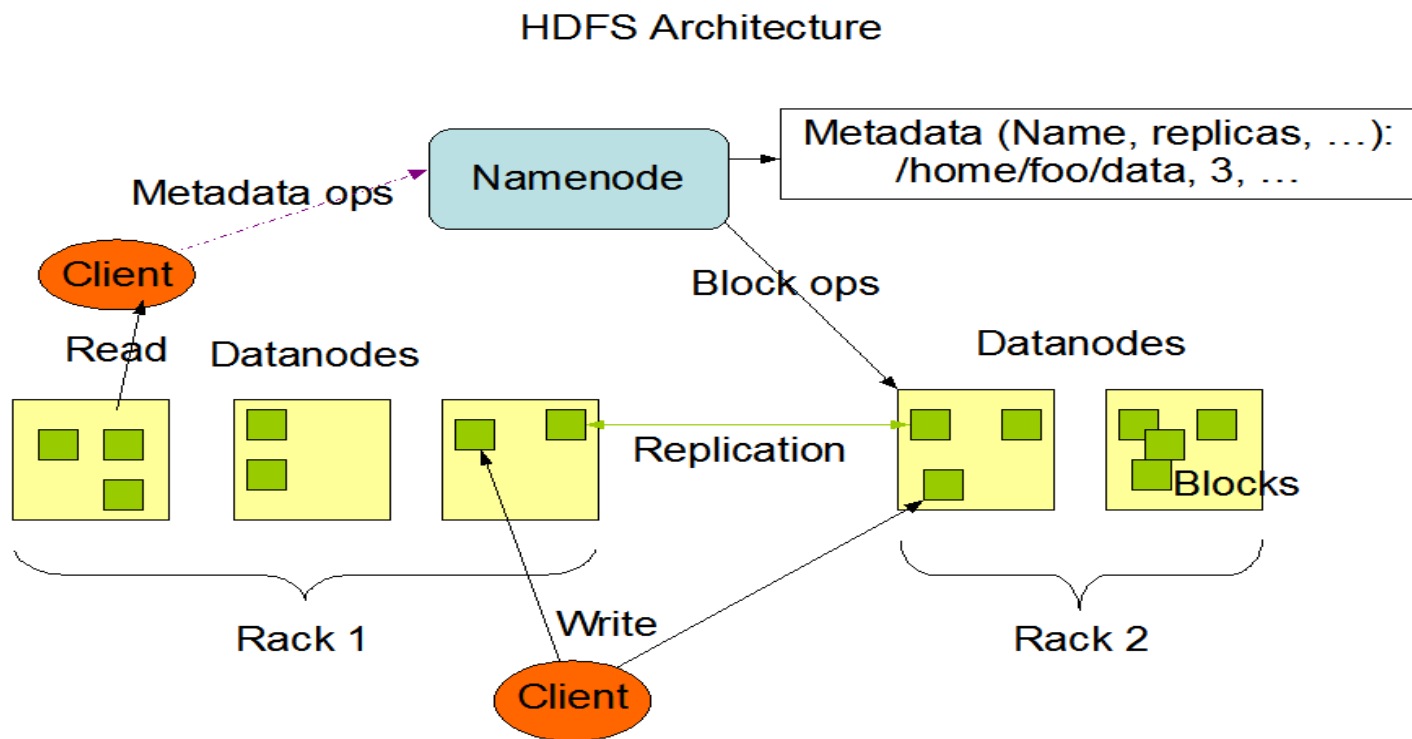 HDFS Architecture
Metadata (Name, replicas, …):
/home/foo/data, 3, …
Namenode
Metadata ops
Client
Block ops
Read
Datanodes
Datanodes
Replication
Blocks
Rack 1
Write
Rack 2
Client